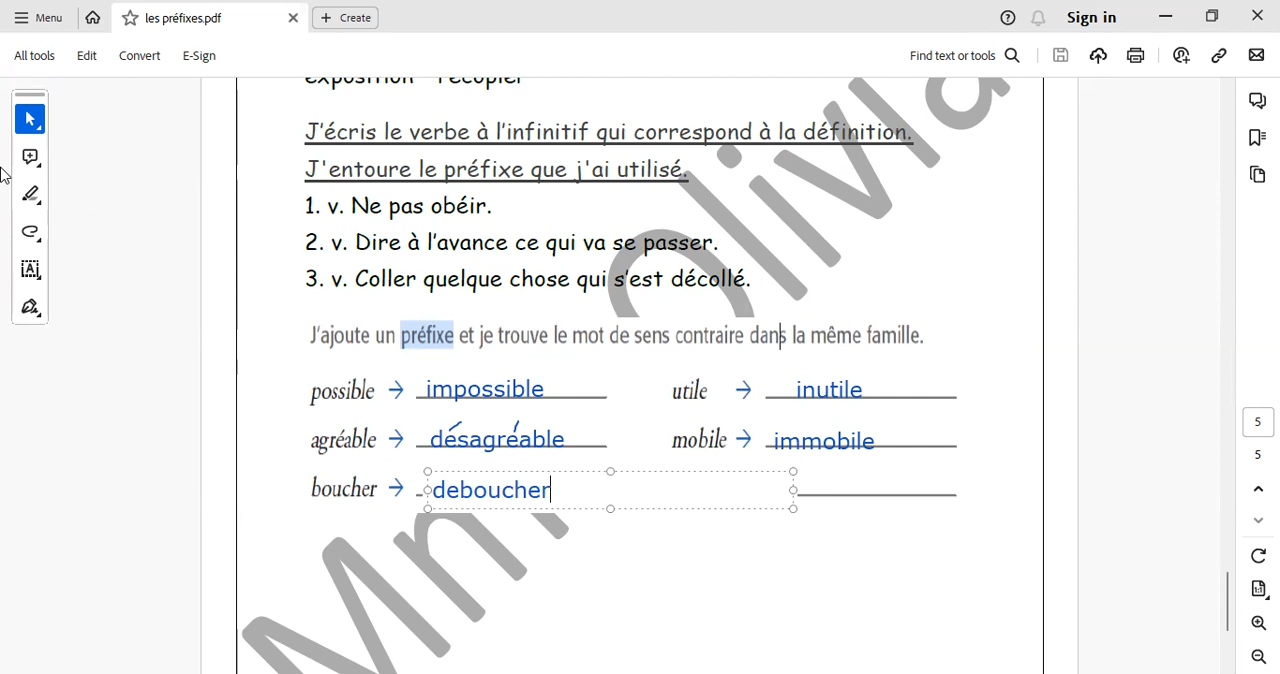 Menu
les préfixes.pdf
Create
Sign in
All tools
Edit
Convert
E-Sign
Find text or tools
exposition - recopier
J'écris le verbe à l'infinitif qui correspond à la définition.
J'entoure le préfixe que j'ai utilisé.
1. v. Ne pas obéir.
2. v. Dire à l'avance ce qui va se passer.
3. v. Coller quelque chose qui s'est décollé.
J'ajoute un préfixe et je trouve le mot de sens contraire dans la même famille.
possible → impossible utile → inutile
agréable → désagréable mobile → immobile
boucher → deboucher
Olivia
5
5
1:1